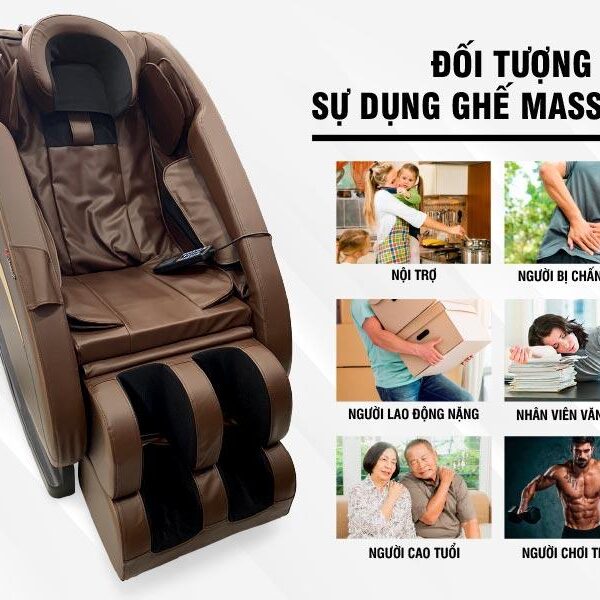 ĐỐI TƯỢNG
SỰ DỤNG GHẾ MASS
NỘI TRỢ
NGƯỜI BỊ CHẤN
NGƯỜI LAO ĐỘNG NẶNG
NHÂN VIÊN VĂN
NGƯỜI CAO TUỔI
NGƯỜI CHƠI T